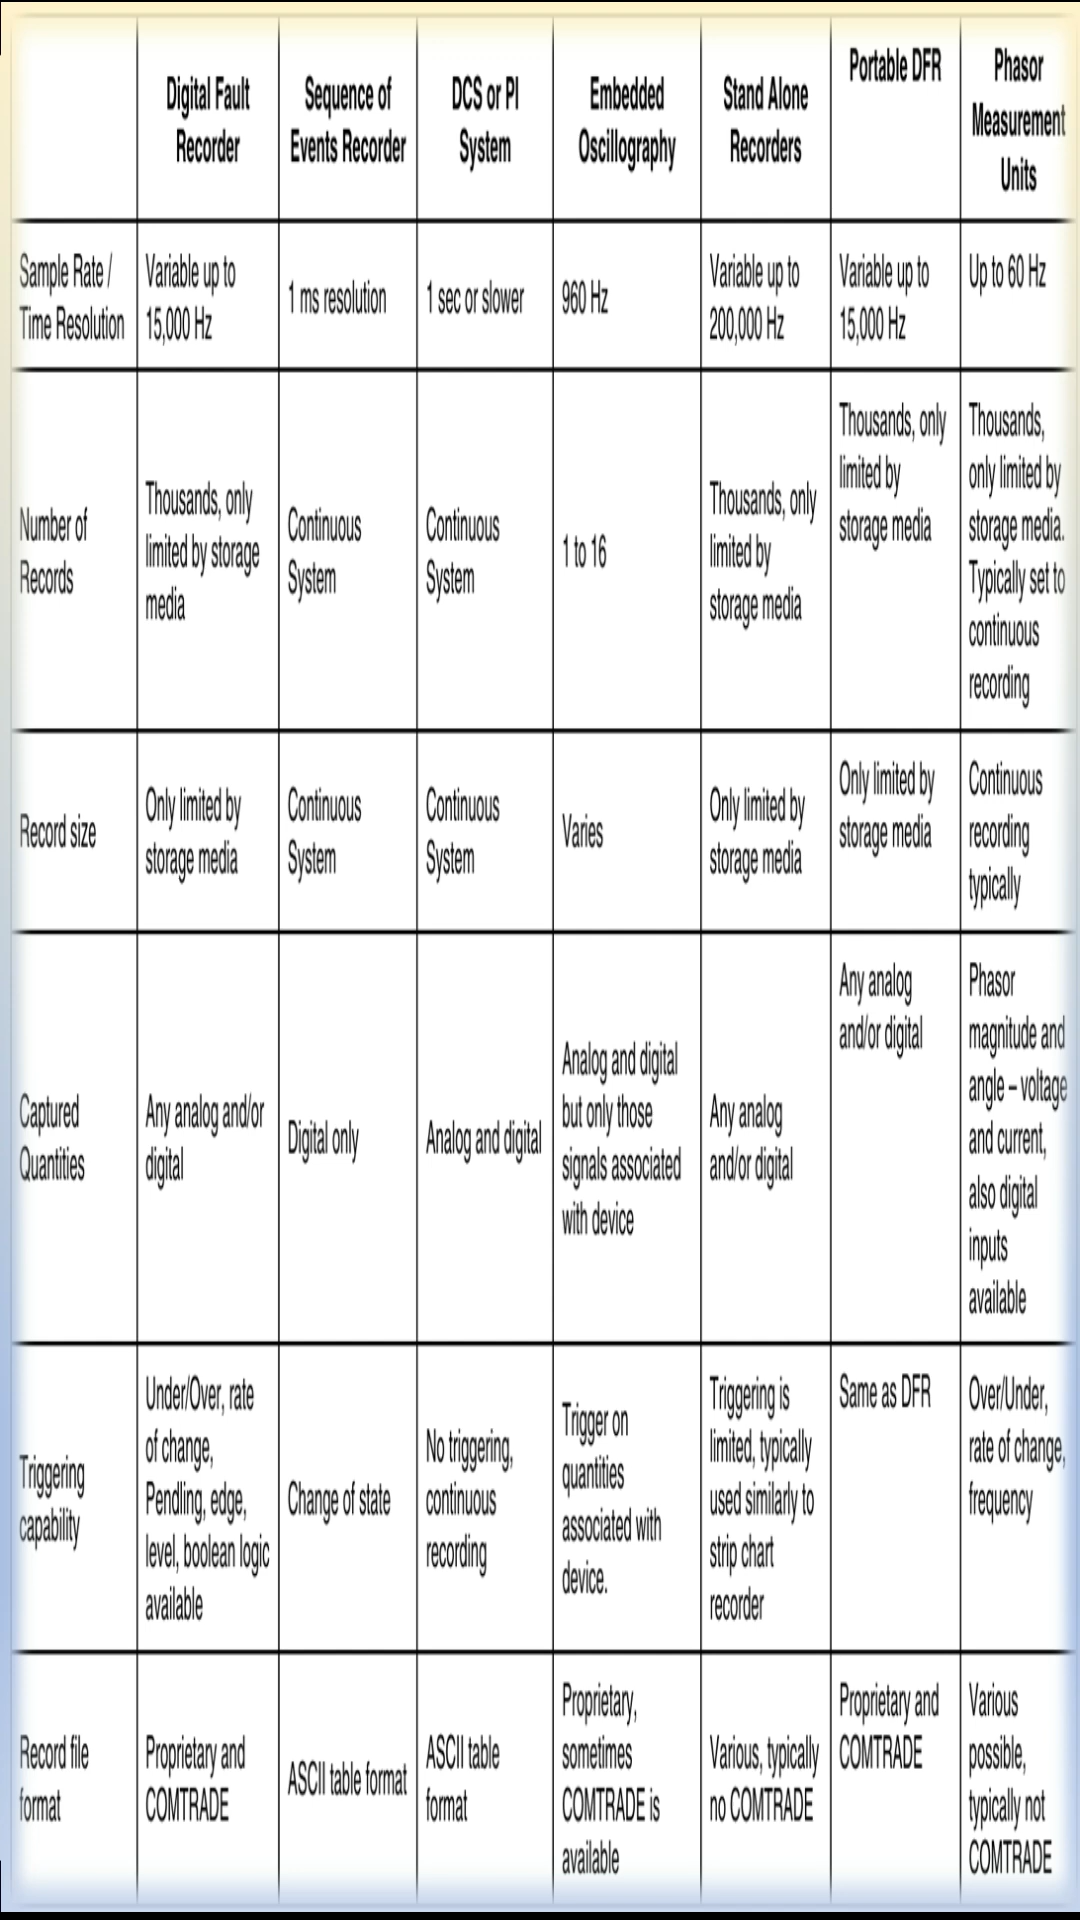 Digital Fault
Recorder
Sequence of
Events Recorder
DCS or PI
System
Embedded
Oscillography
Stand Alone
Recorders
Portable DFR
Phasor
Measurement
Units
Sample Rate /
Time Resolution
Variable up to
15,000 Hz
1 ms resolution
1 sec or slower
960 Hz
Variable up to
200,000 Hz
Variable up to
15,000 Hz
Up to 60 Hz
Number of
Records
Thousands, only
limited by storage
media
Continuous
System
Continuous
System
1 to 16
Thousands, only
limited by
storage media
Thousands, only
limited by
storage media
Thousands,
only limited by
storage media.
Typically set to
continuous
recording
Record size
Only limited by
storage media
Continuous
System
Continuous
System
Varies
Only limited by
storage media
Only limited by
storage media
Continuous
recording
typically
Captured
Quantities
Any analog and/or
digital
Digital only
Analog and digital
Analog and digital
but only those
signals associated
with device
Any analog
and/or digital
Any analog
and/or digital
Phasor
magnitude and
angle – voltage
and current,
also digital
inputs
available
Triggering
capability
Under/Over, rate
of change,
Pendling, edge,
level, boolean logic
available
Change of state
No triggering,
continuous
recording
Trigger on
quantities
associated with
device.
Triggering is
limited, typically
used similarly to
strip chart
recorder
Same as DFR
Over/Under,
rate of change,
frequency
Record file
format
Proprietary and
COMTRADE
ASCII table format
ASCII table
format
Proprietary,
sometimes
COMTRADE is
available
Various, typically
no COMTRADE
Proprietary and
COMTRADE
Various
possible,
typically not
COMTRADE